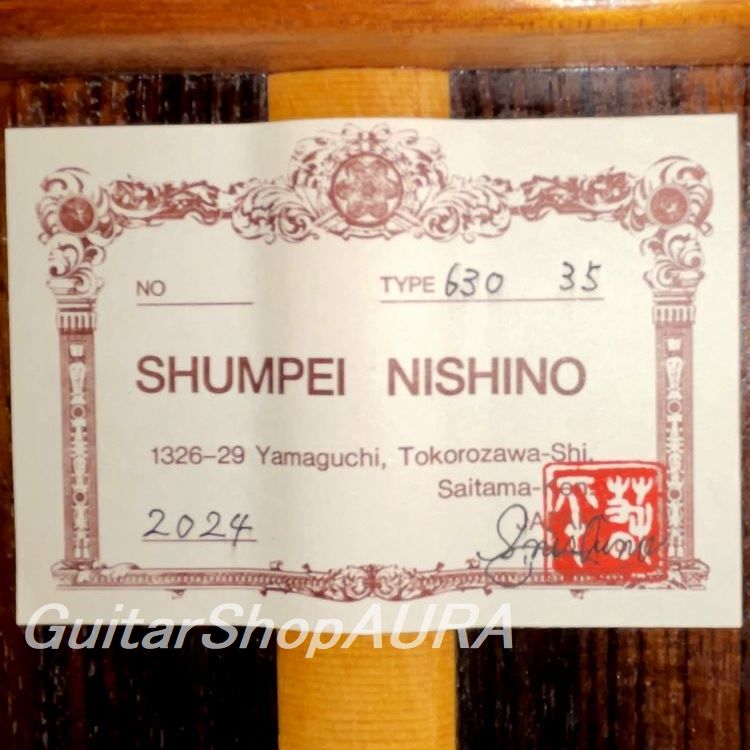 NO
TYPE 630 35
SHUMPEI NISHINO
1326-29 Yamaguchi, Tokorozawa-Shi,
Saitama-Ken
2024
GuitarShopAURA